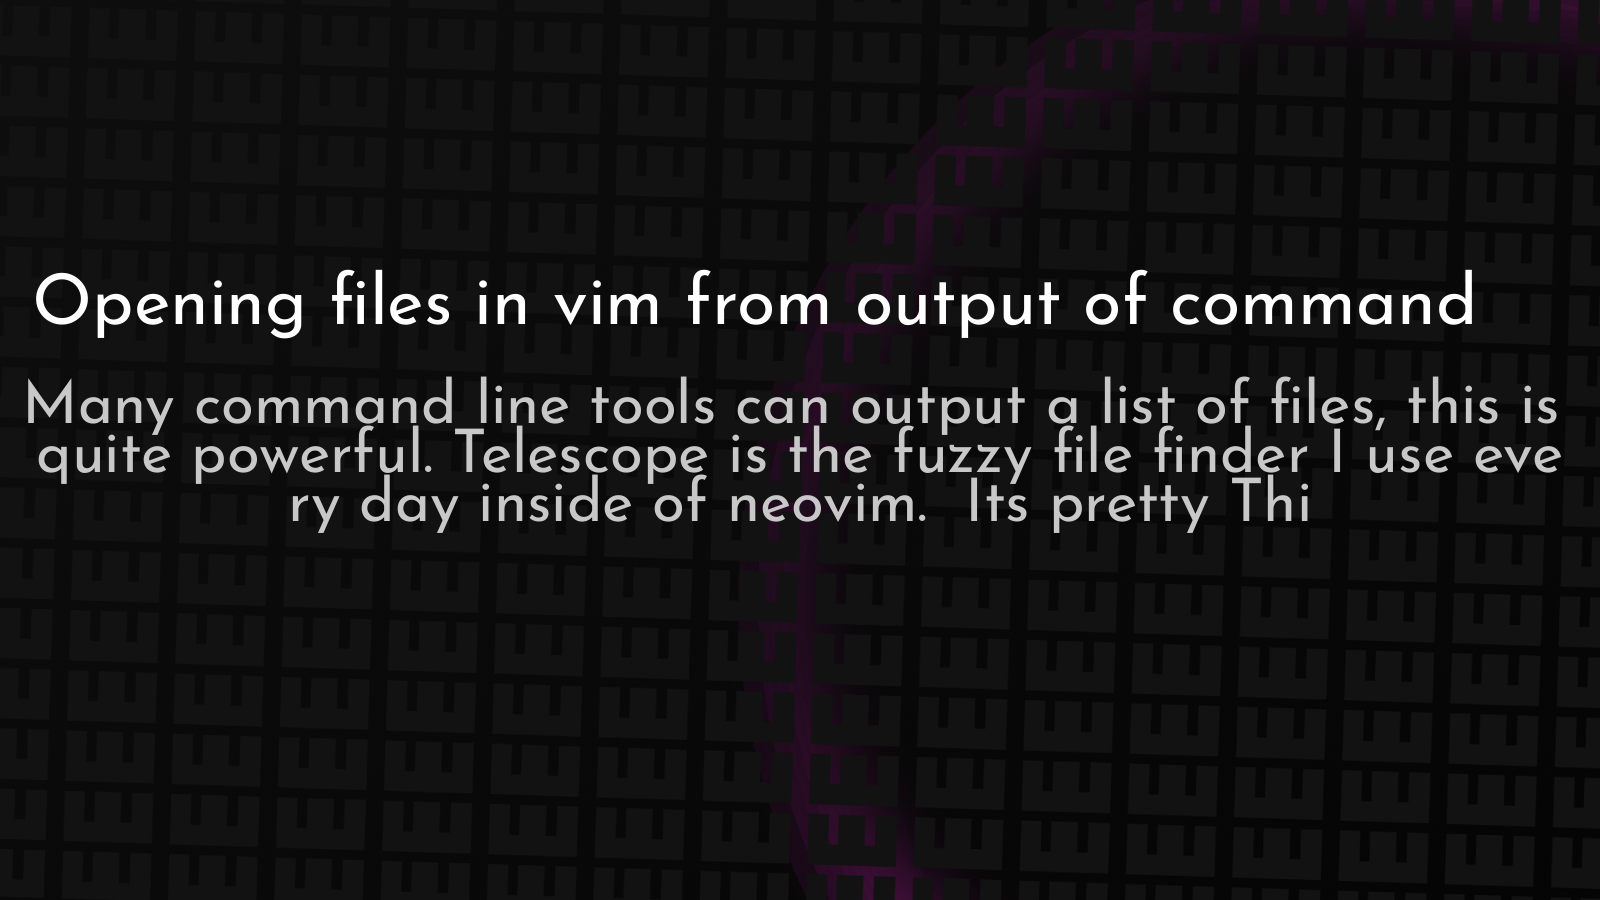 Opening files in vim from output of command
Many command line tools can output a list of files, this is
quite powerful. Telescope is the fuzzy file finder I use eve
ry day inside of neovim.  Its pretty Thi